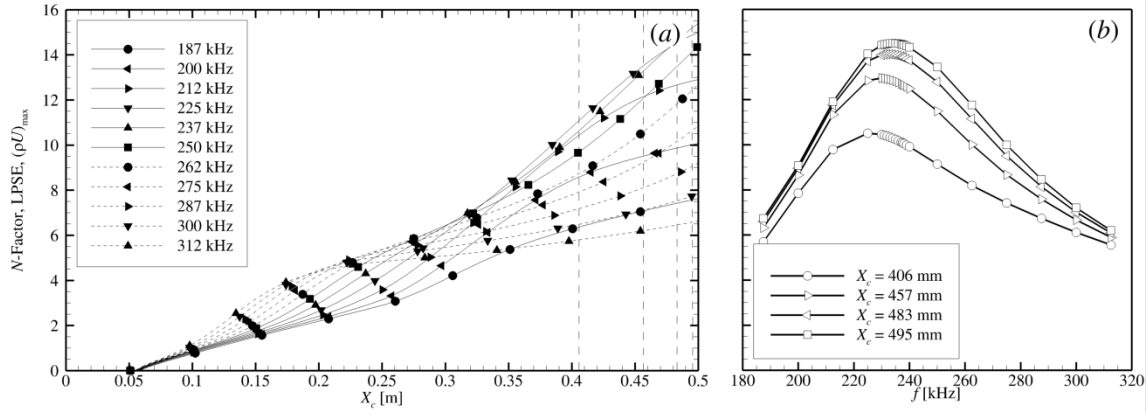 (a)
N-Factor, LPSE, (ρU)max
16
14
12
10
8
6
4
2
0
187 kHz
200 kHz
212 kHz
225 kHz
237 kHz
250 kHz
262 kHz
275 kHz
287 kHz
300 kHz
312 kHz
0 0.05 0.1 0.15 0.2 0.25 0.3 0.35 0.4 0.45 0.5
Xc [m]
(b)
Xc = 406 mm
Xc = 457 mm
Xc = 483 mm
Xc = 495 mm
180 200 220 240 260 280 300 320
f [kHz]